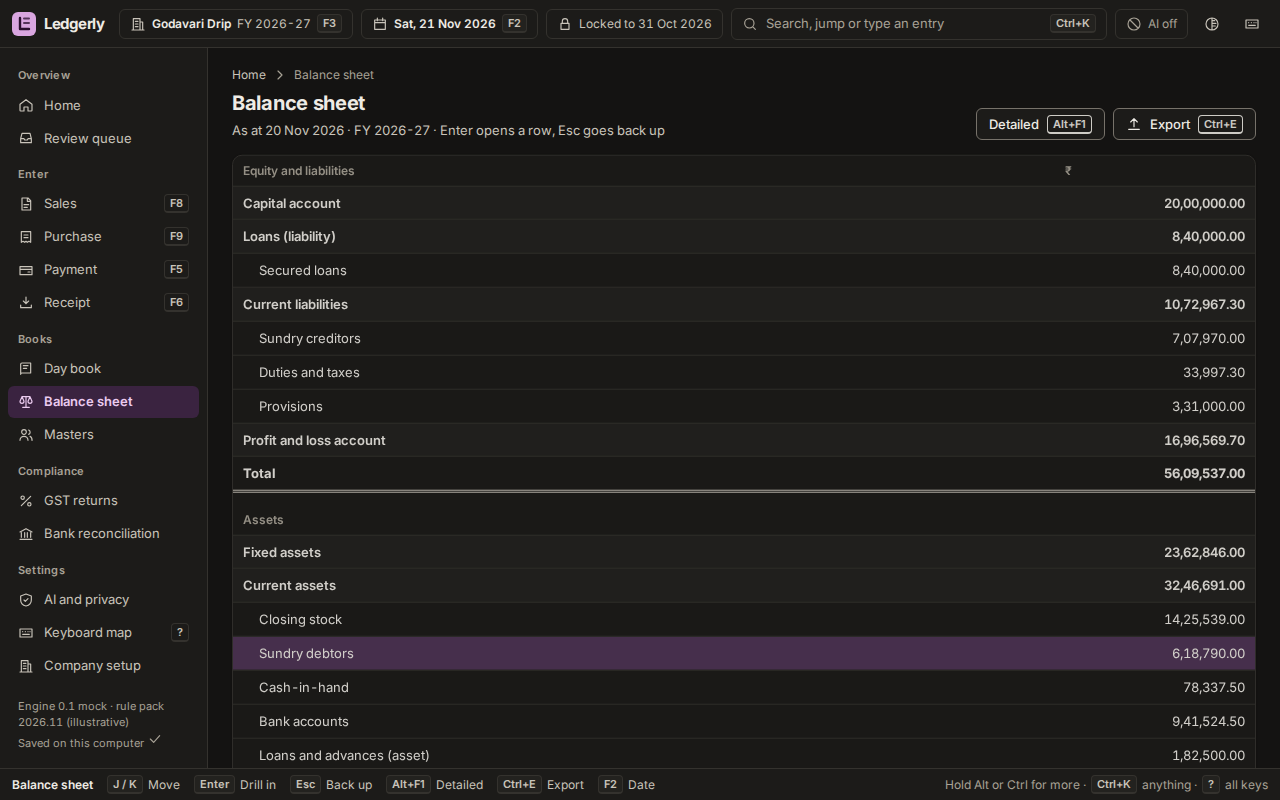 Ledgerly
Godavari Drip FY 2026-27 F3
Sat, 21 Nov 2026 F2
Locked to 31 Oct 2026
Search, jump or type an entry Ctrl+K
AI off
Overview
Home
Review queue
Enter
Sales F8
Purchase F9
Payment F5
Receipt F6
Books
Day book
Balance sheet
Masters
Compliance
GST returns
Bank reconciliation
Settings
AI and privacy
Keyboard map ?
Company setup
Engine 0.1 mock · rule pack
2026.11 (illustrative)
Saved on this computer
Home > Balance sheet
Balance sheet
As at 20 Nov 2026 · FY 2026-27 · Enter opens a row, Esc goes back up
Detailed Alt+F1
Export Ctrl+E
Equity and liabilities ₹
Capital account 20,00,000.00
Loans (liability) 8,40,000.00
Secured loans 8,40,000.00
Current liabilities 10,72,967.30
Sundry creditors 7,07,970.00
Duties and taxes 33,997.30
Provisions 3,31,000.00
Profit and loss account 16,96,569.70
Total 56,09,537.00
Assets
Fixed assets 23,62,846.00
Current assets 32,46,691.00
Closing stock 14,25,539.00
Sundry debtors 6,18,790.00
Cash-in-hand 78,337.50
Bank accounts 9,41,524.50
Loans and advances (asset) 1,82,500.00
Balance sheet J / K Move Enter Drill in Esc Back up Alt+F1 Detailed Ctrl+E Export F2 Date
Hold Alt or Ctrl for more · Ctrl+K anything · ? all keys